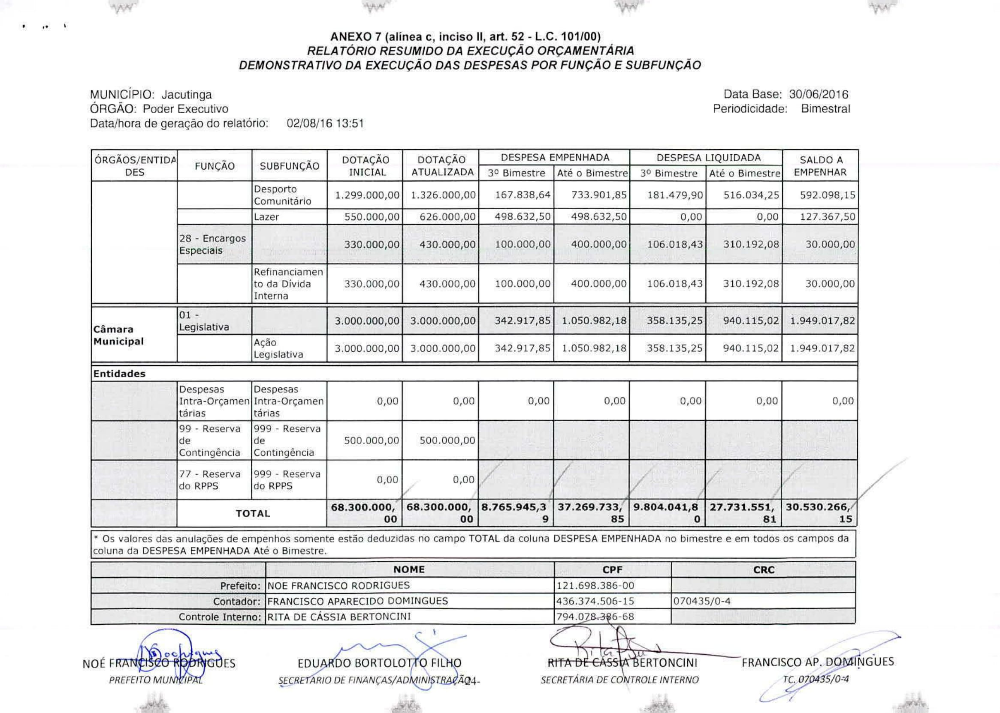 ANEXO 7 (alínea c, inciso II, art. 52 - L.C. 101/00)
RELATÓRIO RESUMIDO DA EXECUÇÃO ORÇAMENTÁRIA
DEMONSTRATIVO DA EXECUÇÃO DAS DESPESAS POR FUNÇÃO E SUBFUNÇÃO
MUNICÍPIO: Jacutinga
Data Base: 30/06/2016
ÓRGÃO: Poder Executivo
Periodicidade: Bimestral
Data/hora de geração do relatório: 02/08/16 13:51
ÓRGÃOS/ENTIDA
DES
FUNÇÃO
SUBFUNÇÃO
DOTAÇÃO
INICIAL
DOTAÇÃO
ATUALIZADA
DESPESA EMPENHADA
3º Bimestre
Até o Bimestre
DESPESA LIQUIDADA
3º Bimestre
Até o Bimestre
SALDO A
EMPENHAR
Desporto
Comunitário
1.299.000,00 1.326.000,00 167.838,64 733.901,85 181.479,90 516.034,25 592.098,15
Lazer 550.000,00 626.000,00 498.632,50 498.632,50 0,00 0,00 127.367,50
28 - Encargos
Especiais
330.000,00 430.000,00 100.000,00 400.000,00 106.018,43 310.192,08 30.000,00
Refinanciamen
to da Dívida
Interna
330.000,00 430.000,00 100.000,00 400.000,00 106.018,43 310.192,08 30.000,00
Câmara
Municipal
01 -
Legislativa
3.000.000,00 3.000.000,00 342.917,85 1.050.982,18 358.135,25 940.115,02 1.949.017,82
Ação
Legislativa
3.000.000,00 3.000.000,00 342.917,85 1.050.982,18 358.135,25 940.115,02 1.949.017,82
Entidades
Despesas
Intra-Orçamen
tárias
Despesas
Intra-Orçamen
tárias
0,00 0,00 0,00 0,00 0,00 0,00 0,00
99 - Reserva
de
Contingência
999 - Reserva
de
Contingência
500.000,00 500.000,00
77 - Reserva
do RPPS
999 - Reserva
do RPPS
0,00 0,00
TOTAL
68.300.000,
00
68.300.000,
00
8.765.945,3
9
37.269.733,
85
9.804.041,8
0
27.731.551,
81
30.530.266,
15
* Os valores das anulações de empenhos somente estão deduzidas no campo TOTAL da coluna DESPESA EMPENHADA no bimestre e em todos os campos da
coluna da DESPESA EMPENHADA Até o Bimestre.
NOME CPF CRC
Prefeito: NOE FRANCISCO RODRIGUES 121.698.386-00
Contador: FRANCISCO APARECIDO DOMINGUES 436.374.506-15 070435/0-4
Controle Interno: RITA DE CÁSSIA BERTONCINI 794.078.386-68
NOÉ FRANCISCO RODRIGUES
PREFEITO MUNICIPAL
EDUARDO BORTOLOTTO FILHO
SECRETARIO DE FINANÇAS/ADMINISTRAÇÃO
24-
RITA DE CÁSSIA BERTONCINI
SECRETÁRIA DE CONTROLE INTERNO
FRANCISCO AP. DOMINGUES
TC. 070435/0-4